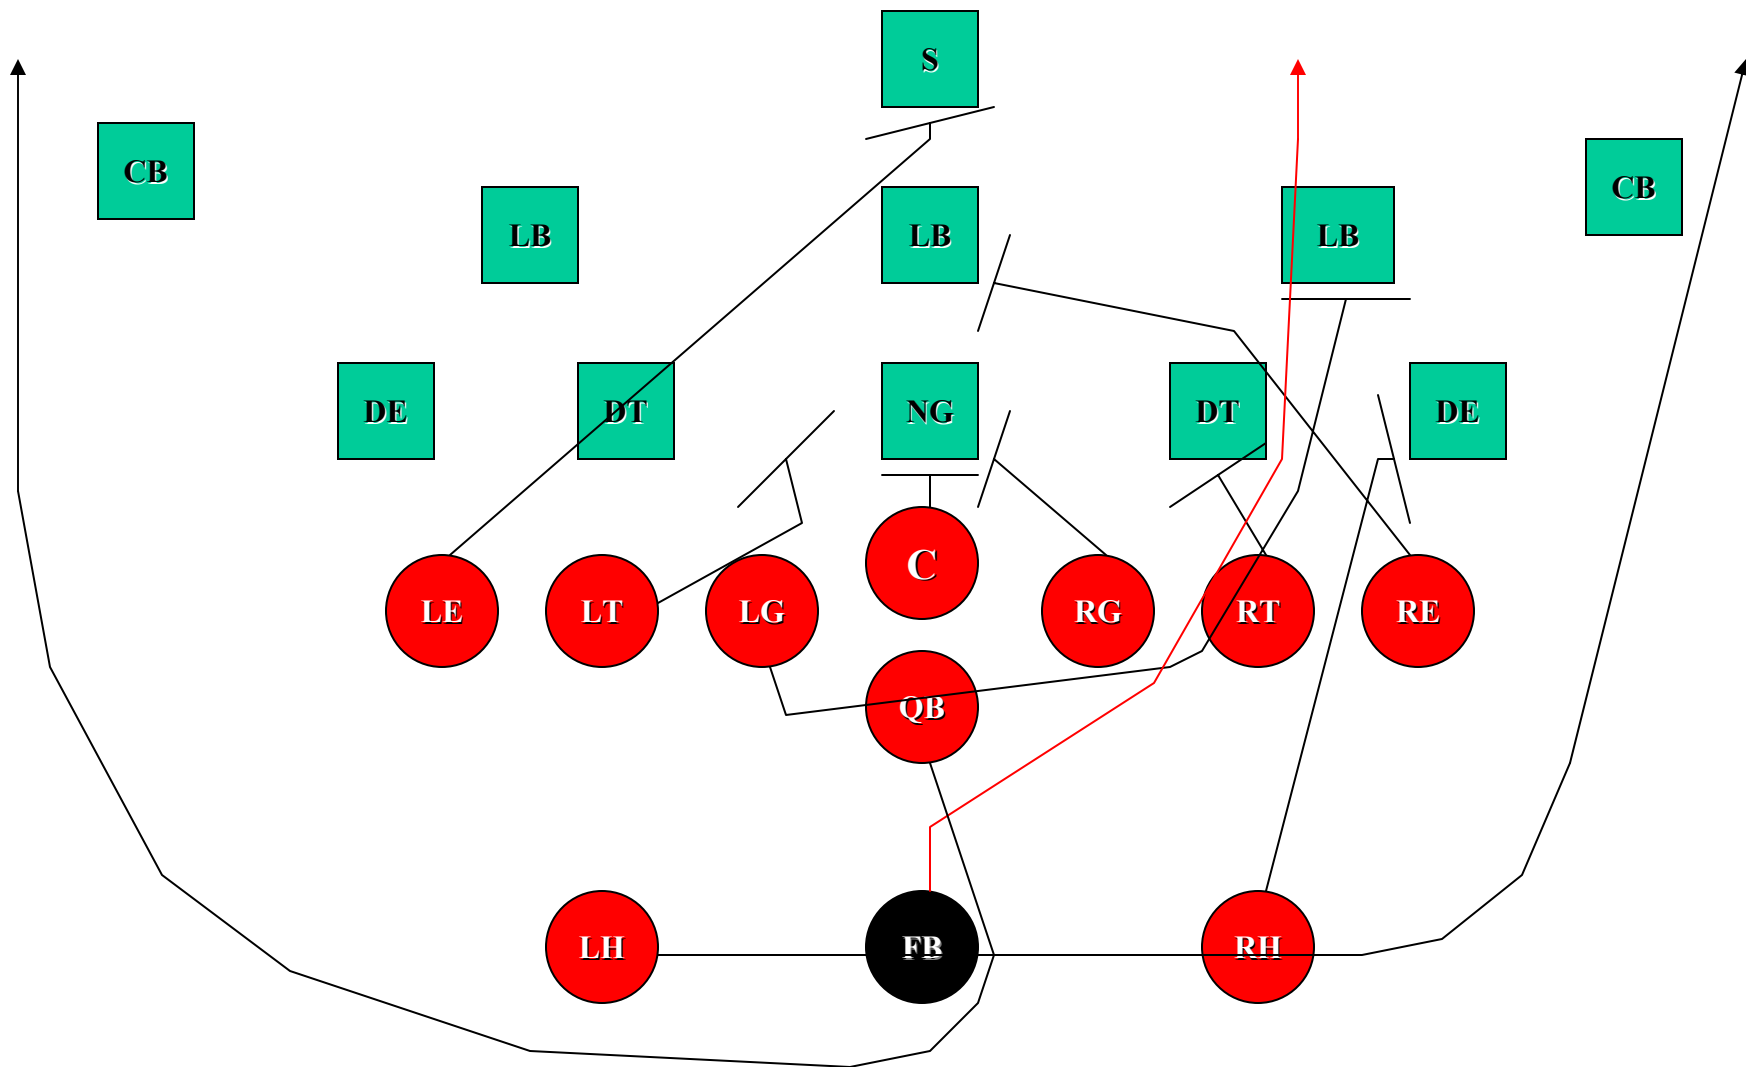 S
CB
CB
LB
LB
LB
DE
DT
NG
DT
DE
C
LE
LT
LG
RG
RT
RE
QB
LH
FB
RH